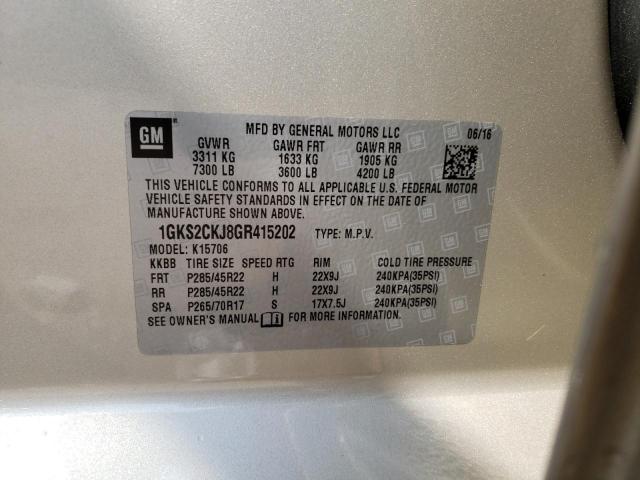 GM
MFD BY GENERAL MOTORS LLC 06/16
GVWR GAWR FRT GAWR RR
3311 KG 1633 KG 1905 KG
7300 LB 3600 LB 4200 LB
THIS VEHICLE CONFORMS TO ALL APPLICABLE U.S. FEDERAL MOTOR
VEHICLE SAFETY STANDARDS IN EFFECT ON THE DATE OF
MANUFACTURE SHOWN ABOVE.
1GKS2CKJ8GR415202 TYPE: M.P.V.
MODEL: K15706
KKBB TIRE SIZE SPEED RTG RIM COLD TIRE PRESSURE
FRT P285/45R22 H 22X9J 240KPA(35PSI)
RR P285/45R22 H 22X9J 240KPA(35PSI)
SPA P265/70R17 S 17X7.5J 240KPA(35PSI)
SEE OWNER'S MANUAL FOR MORE INFORMATION.